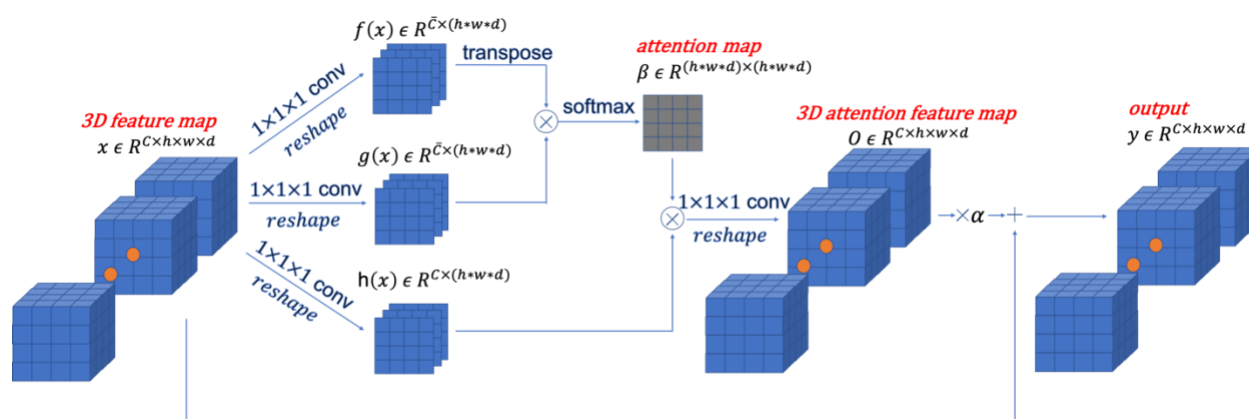 3D feature map
x ϵ R^{C×h×w×d}
1×1×1 conv
reshape
1×1×1 conv
reshape
1×1×1 conv
reshape
f(x) ϵ R^{C̄×(h*w*d)}
g(x) ϵ R^{C̄×(h*w*d)}
h(x) ϵ R^{C×(h*w*d)}
transpose
⊗
softmax
attention map
β ϵ R^{(h*w*d)×(h*w*d)}
⊗
1×1×1 conv
reshape
3D attention feature map
O ϵ R^{C×h×w×d}
×α
+
output
y ϵ R^{C×h×w×d}